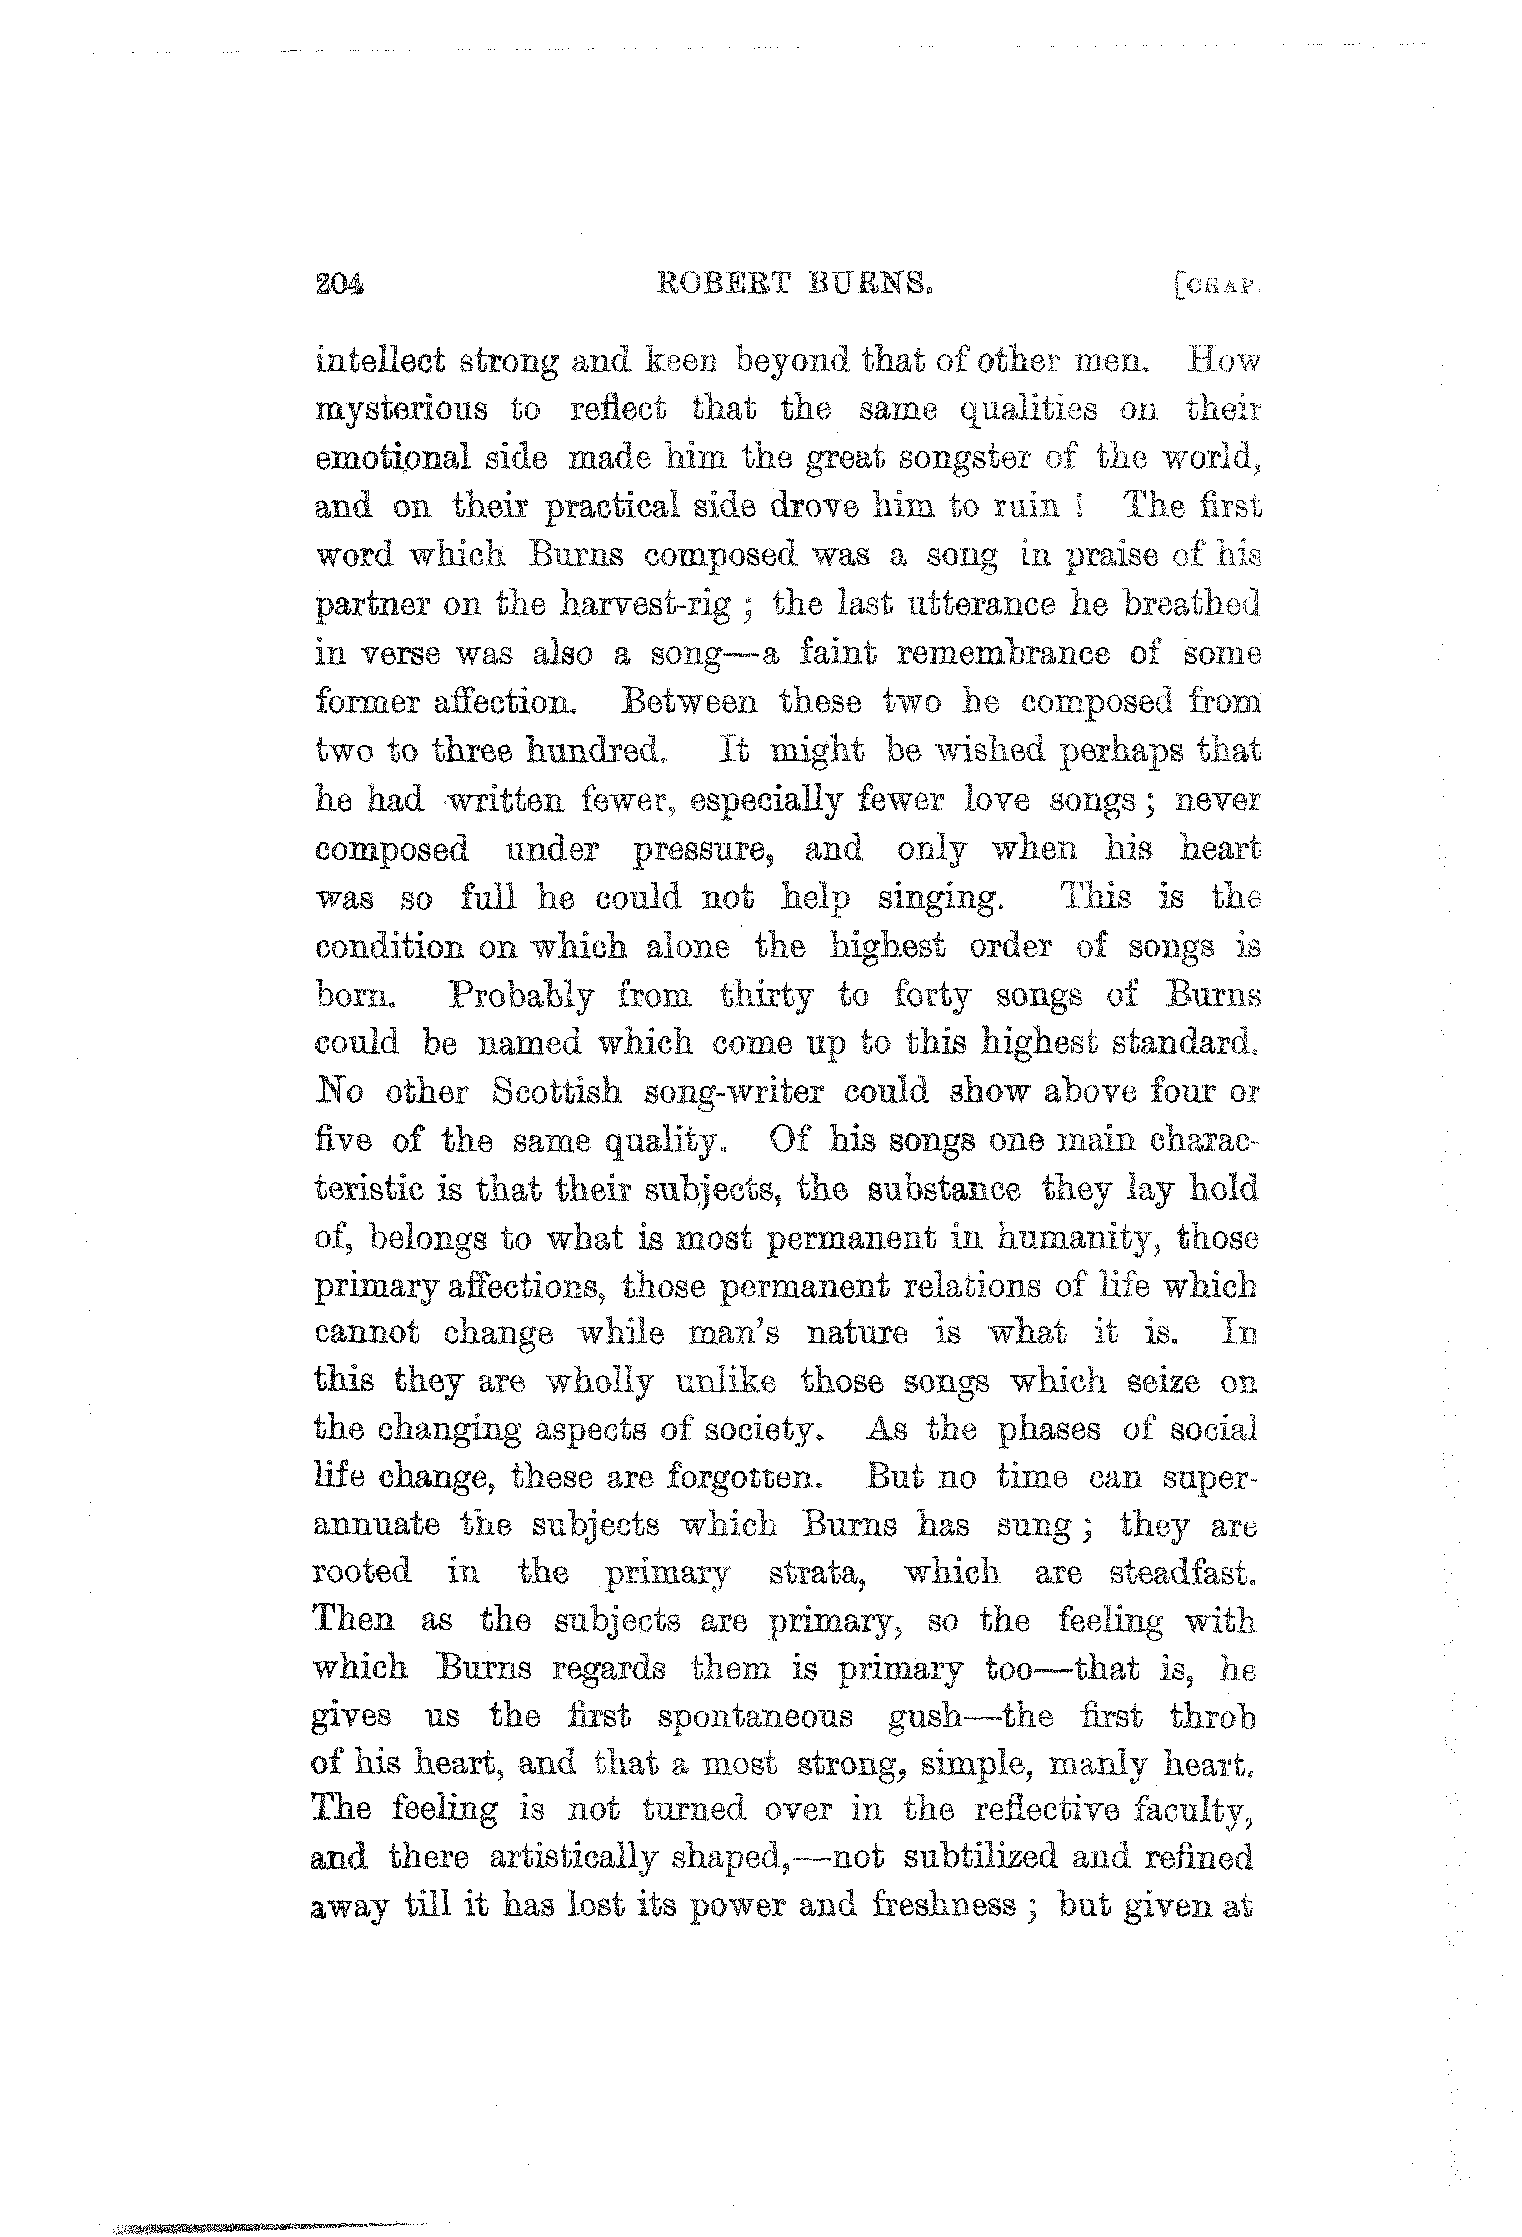 204 ROBERT BURNS. [CHAP.
intellect strong and keen beyond that of other men. How
mysterious to reflect that the same qualities on their
emotional side made him the great songster of the world,
and on their practical side drove him to ruin ! The first
word which Burns composed was a song in praise of his
partner on the harvest-rig ; the last utterance he breathed
in verse was also a song—a faint remembrance of some
former affection. Between these two he composed from
two to three hundred. It might be wished perhaps that
he had written fewer, especially fewer love songs ; never
composed under pressure, and only when his heart
was so full he could not help singing. This is the
condition on which alone the highest order of songs is
born. Probably from thirty to forty songs of Burns
could be named which come up to this highest standard.
No other Scottish song-writer could show above four or
five of the same quality. Of his songs one main charac-
teristic is that their subjects, the substance they lay hold
of, belongs to what is most permanent in humanity, those
primary affections, those permanent relations of life which
cannot change while man's nature is what it is. In
this they are wholly unlike those songs which seize on
the changing aspects of society. As the phases of social
life change, these are forgotten. But no time can super-
annuate the subjects which Burns has sung ; they are
rooted in the primary strata, which are steadfast.
Then as the subjects are primary, so the feeling with
which Burns regards them is primary too—that is, he
gives us the first spontaneous gush—the first throb
of his heart, and that a most strong, simple, manly heart.
The feeling is not turned over in the reflective faculty,
and there artistically shaped,—not subtilized and refined
away till it has lost its power and freshness ; but given at